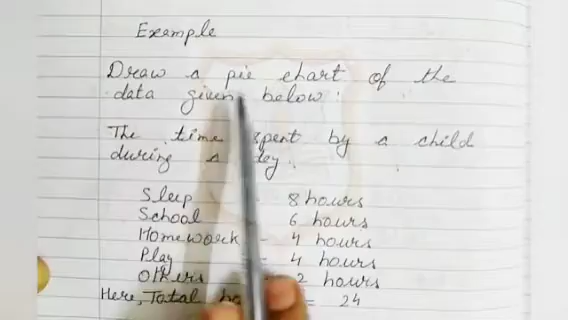 Example
Draw a pie chart of the
data given below:
The time spent by a child
during a day.
Sleep - 8 hours
School 6 hours
Homework - 4 hours
Play - 4 hours
Others 2 hours
Here, Total = 24